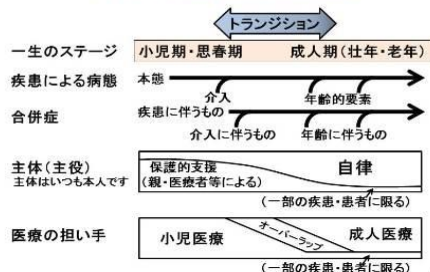 トランジション
一生のステージ 小児期・思春期 成人期(壮年・老年)
疾患による病態 本態
介入 年齢的要素
合併症 疾患に伴うもの
介入に伴うもの 年齢に伴うもの
主体(主役) 保護的支援 自律
主体はいつも本人です (親・医療者等による)
(一部の疾患・患者に限る)
医療の担い手 小児医療 オーバーラップ 成人医療
(一部の疾患・患者に限る)